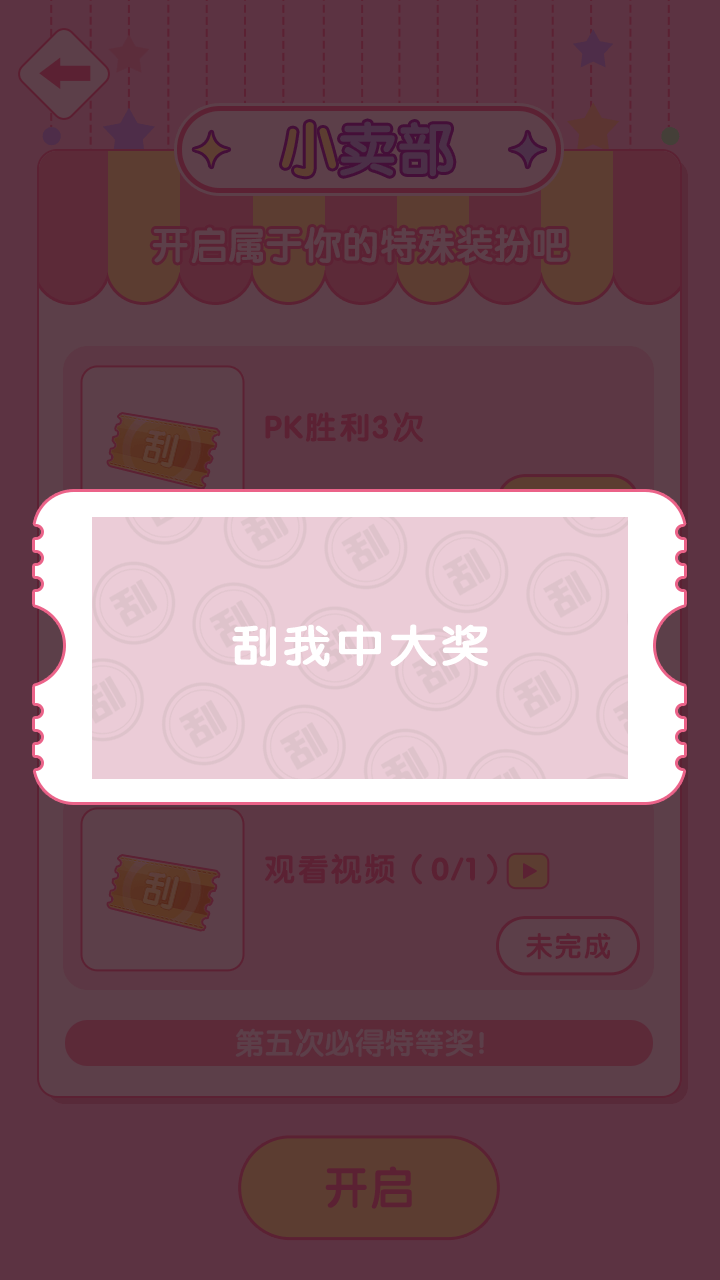 小卖部
开启属于你的特殊装扮吧
刮
PK胜利3次
刮我中大奖
刮
观看视频（0/1）
未完成
第五次必得特等奖!
开启